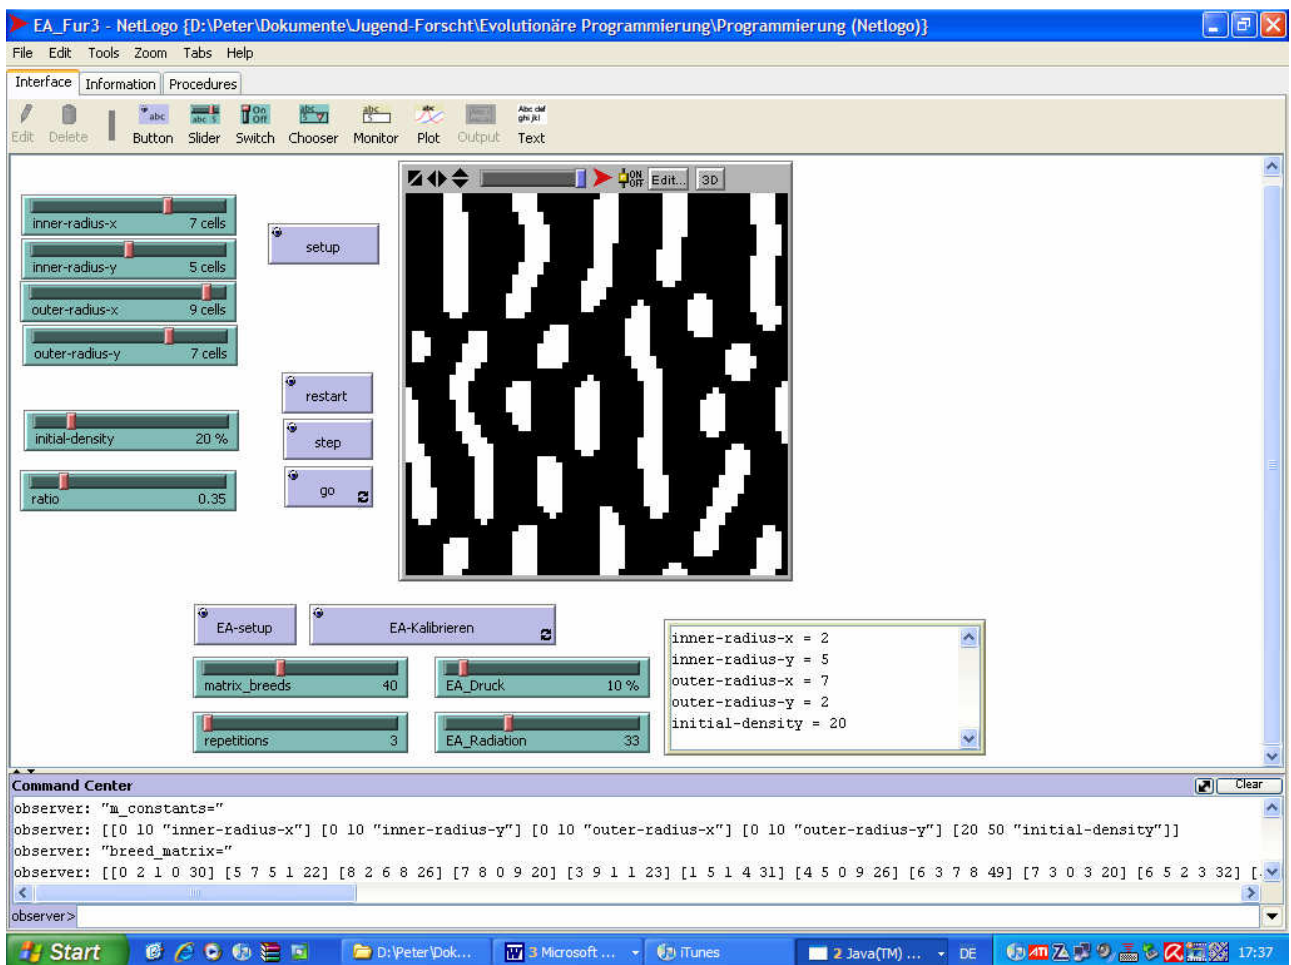 EA_Fur3 - NetLogo {D:\Peter\Dokumente\Jugend-Forscht\Evolutionäre Programmierung\Programmierung (Netlogo)}
File Edit Tools Zoom Tabs Help
Interface Information Procedures
Edit Delete Button Slider Switch Chooser Monitor Plot Output Text
ON OFF Edit... 3D
inner-radius-x 7 cells
setup
inner-radius-y 5 cells
outer-radius-x 9 cells
outer-radius-y 7 cells
restart
initial-density 20 %
step
ratio 0.35
go
EA-setup EA-Kalibrieren
matrix_breeds 40 EA_Druck 10 %
repetitions 3 EA_Radiation 33
inner-radius-x = 2
inner-radius-y = 5
outer-radius-x = 7
outer-radius-y = 2
initial-density = 20
Command Center Clear
observer: "m_constants="
observer: [[0 10 "inner-radius-x"] [0 10 "inner-radius-y"] [0 10 "outer-radius-x"] [0 10 "outer-radius-y"] [20 50 "initial-density"]]
observer: "breed_matrix="
observer: [[0 2 1 0 30] [5 7 5 1 22] [8 2 6 8 26] [7 8 0 9 20] [3 9 1 1 23] [1 5 1 4 31] [4 5 0 9 26] [6 3 7 8 49] [7 3 0 3 20] [6 5 2 3 32] [
observer>
Start D:\Peter\Dok... 3 Microsoft ... iTunes 2 Java(TM) ... DE ATI 17:37